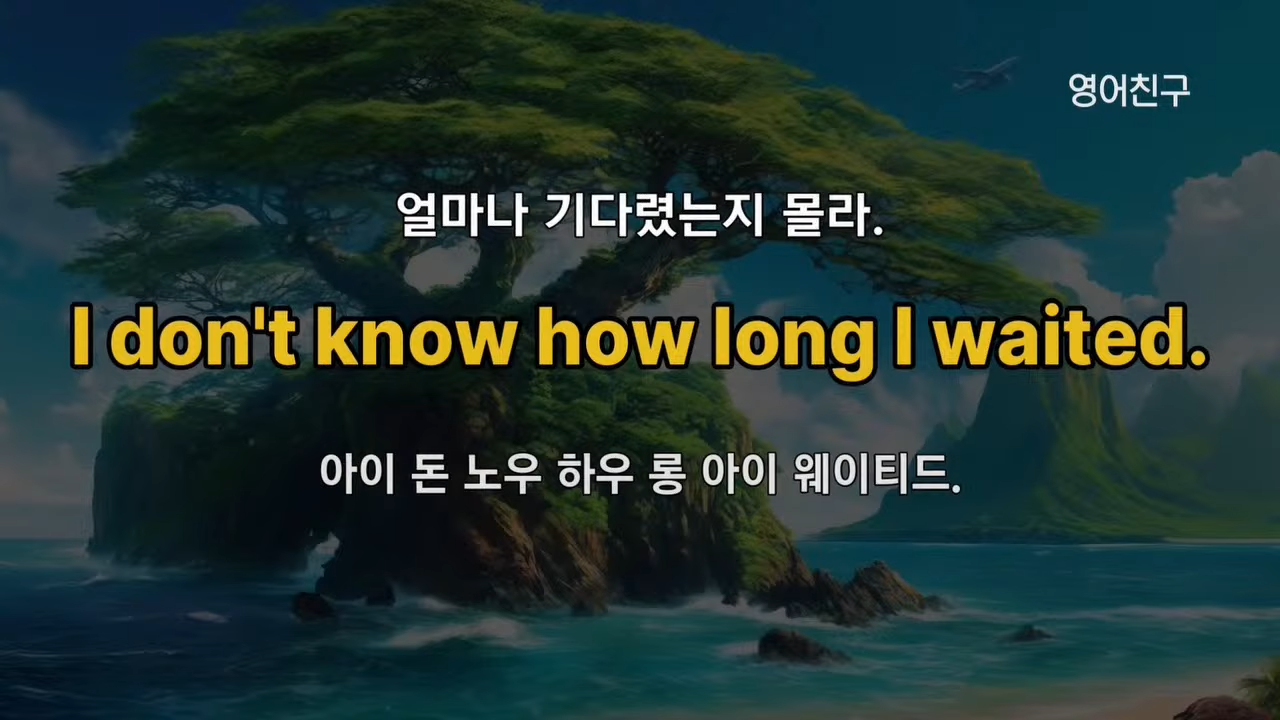 영어친구
얼마나 기다렸는지 몰라.
I don't know how long I waited.
아이 돈 노우 하우 롱 아이 웨이티드.